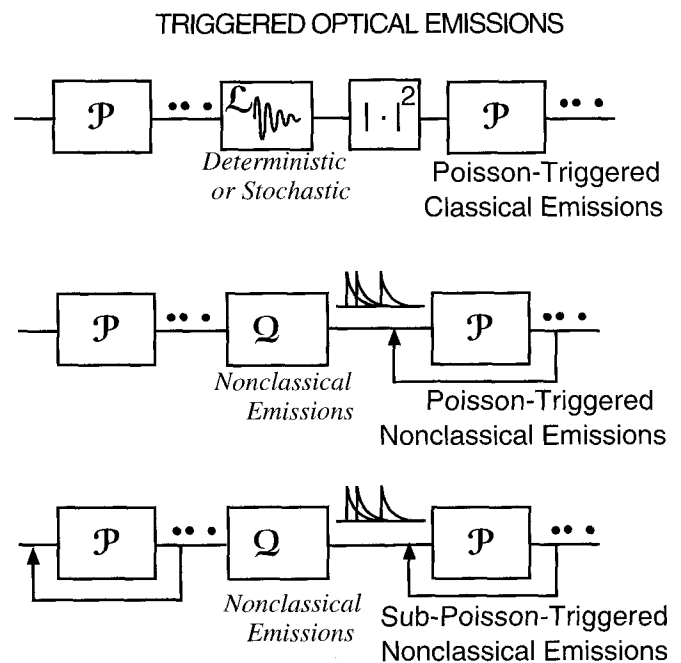 TRIGGERED OPTICAL EMISSIONS
𝒫 ℒ |·|² 𝒫
Deterministic
or Stochastic
Poisson-Triggered
Classical Emissions
𝒫 Q 𝒫
Nonclassical
Emissions
Poisson-Triggered
Nonclassical Emissions
𝒫 Q 𝒫
Nonclassical
Emissions
Sub-Poisson-Triggered
Nonclassical Emissions